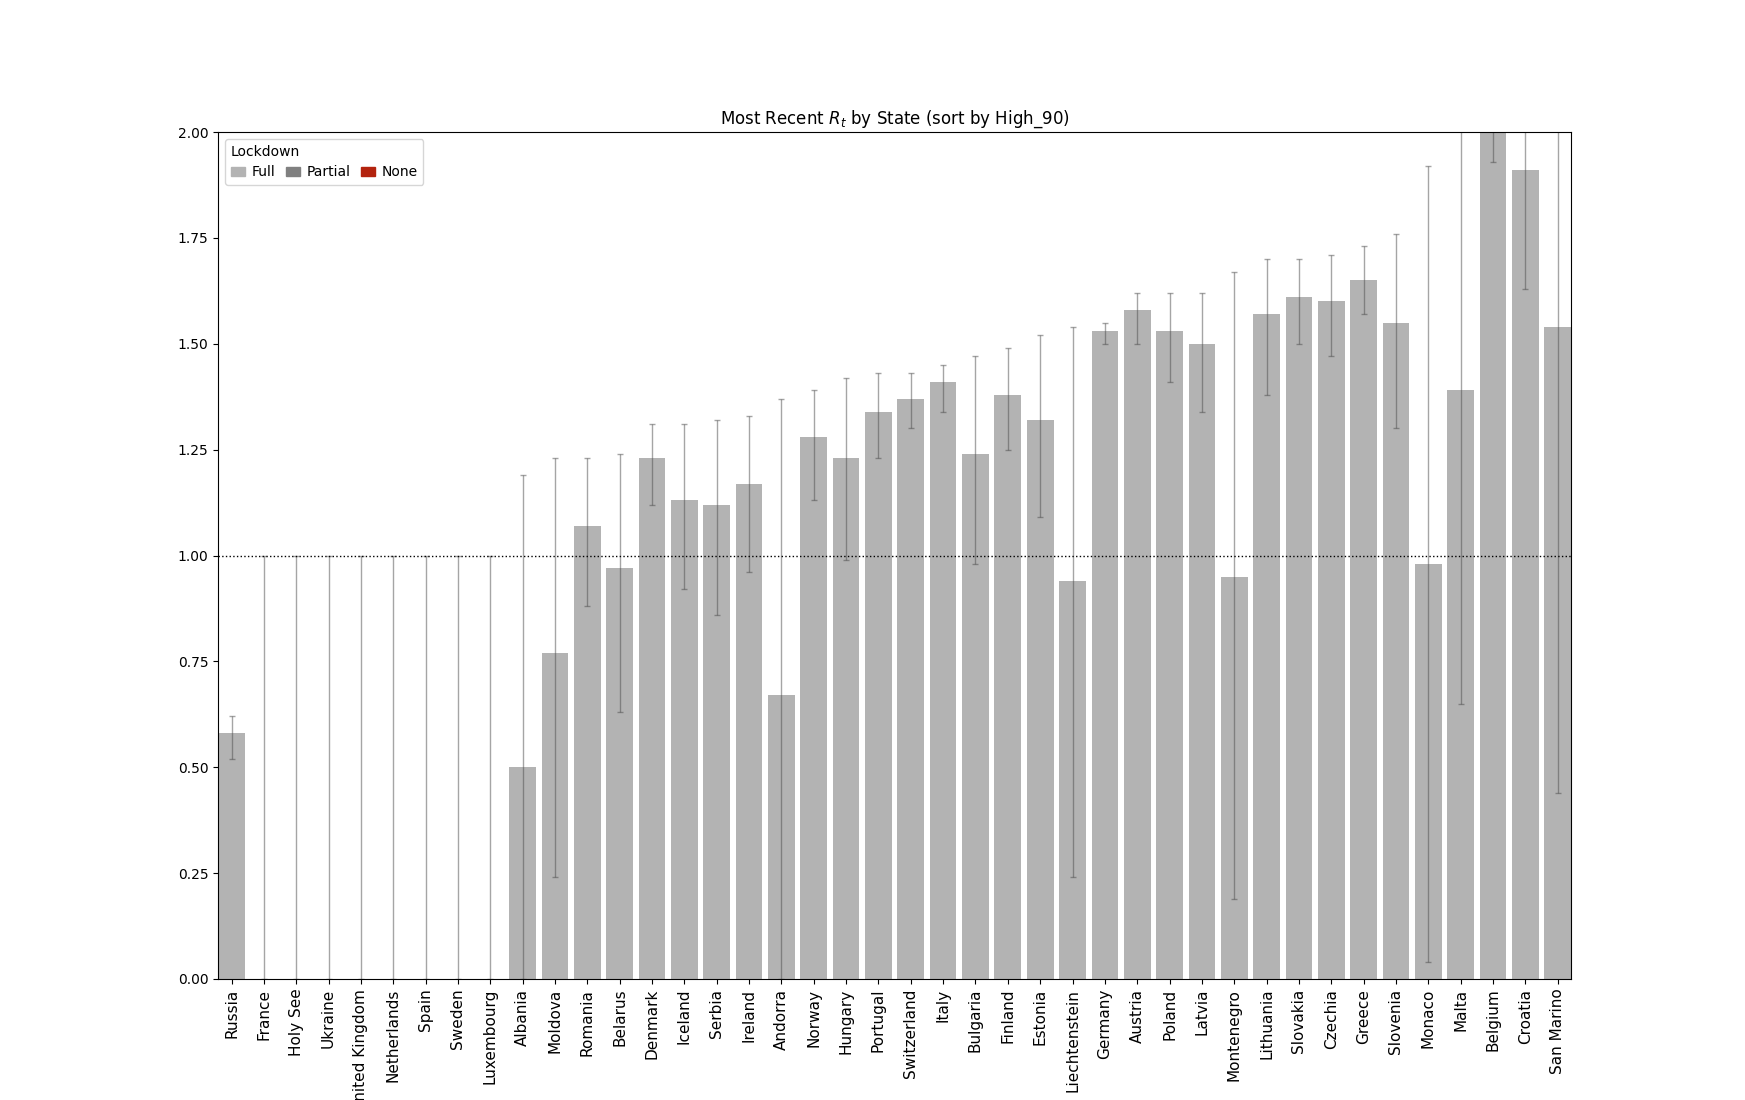 Most Recent R_t by State (sort by High_90)
Lockdown
Full Partial None
2.00
1.75
1.50
1.25
1.00
0.75
0.50
0.25
0.00
Russia
France
Holy See
Ukraine
nited Kingdom
Netherlands
Spain
Sweden
Luxembourg
Albania
Moldova
Romania
Belarus
Denmark
Iceland
Serbia
Ireland
Andorra
Norway
Hungary
Portugal
Switzerland
Italy
Bulgaria
Finland
Estonia
Liechtenstein
Germany
Austria
Poland
Latvia
Montenegro
Lithuania
Slovakia
Czechia
Greece
Slovenia
Monaco
Malta
Belgium
Croatia
San Marino